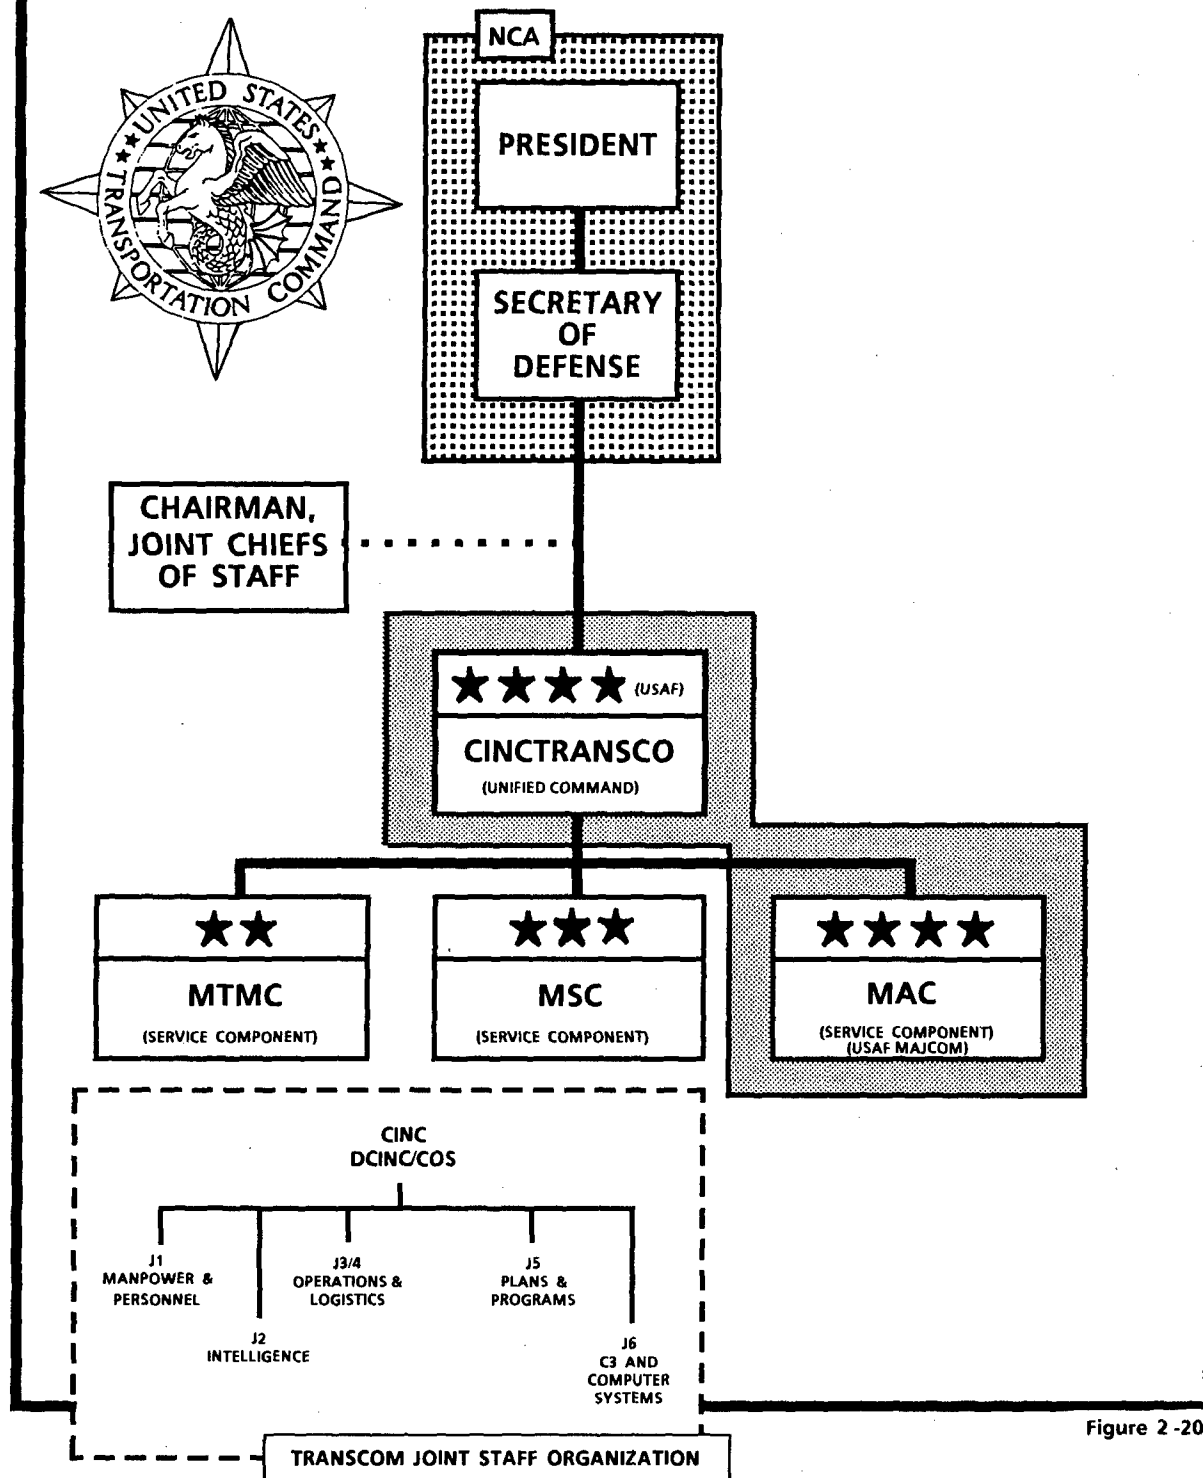 UNITED STATES
TRANSPORTATION COMMAND
NCA
PRESIDENT
SECRETARY
OF
DEFENSE
CHAIRMAN,
JOINT CHIEFS
OF STAFF
(USAF)
CINCTRANSCO
(UNIFIED COMMAND)
MTMC
(SERVICE COMPONENT)
MSC
(SERVICE COMPONENT)
MAC
(SERVICE COMPONENT)
(USAF MAJCOM)
CINC
DCINC/COS
J1
MANPOWER &
PERSONNEL
J2
INTELLIGENCE
J3/4
OPERATIONS &
LOGISTICS
J5
PLANS &
PROGRAMS
J6
C3 AND
COMPUTER
SYSTEMS
Figure 2-20
TRANSCOM JOINT STAFF ORGANIZATION